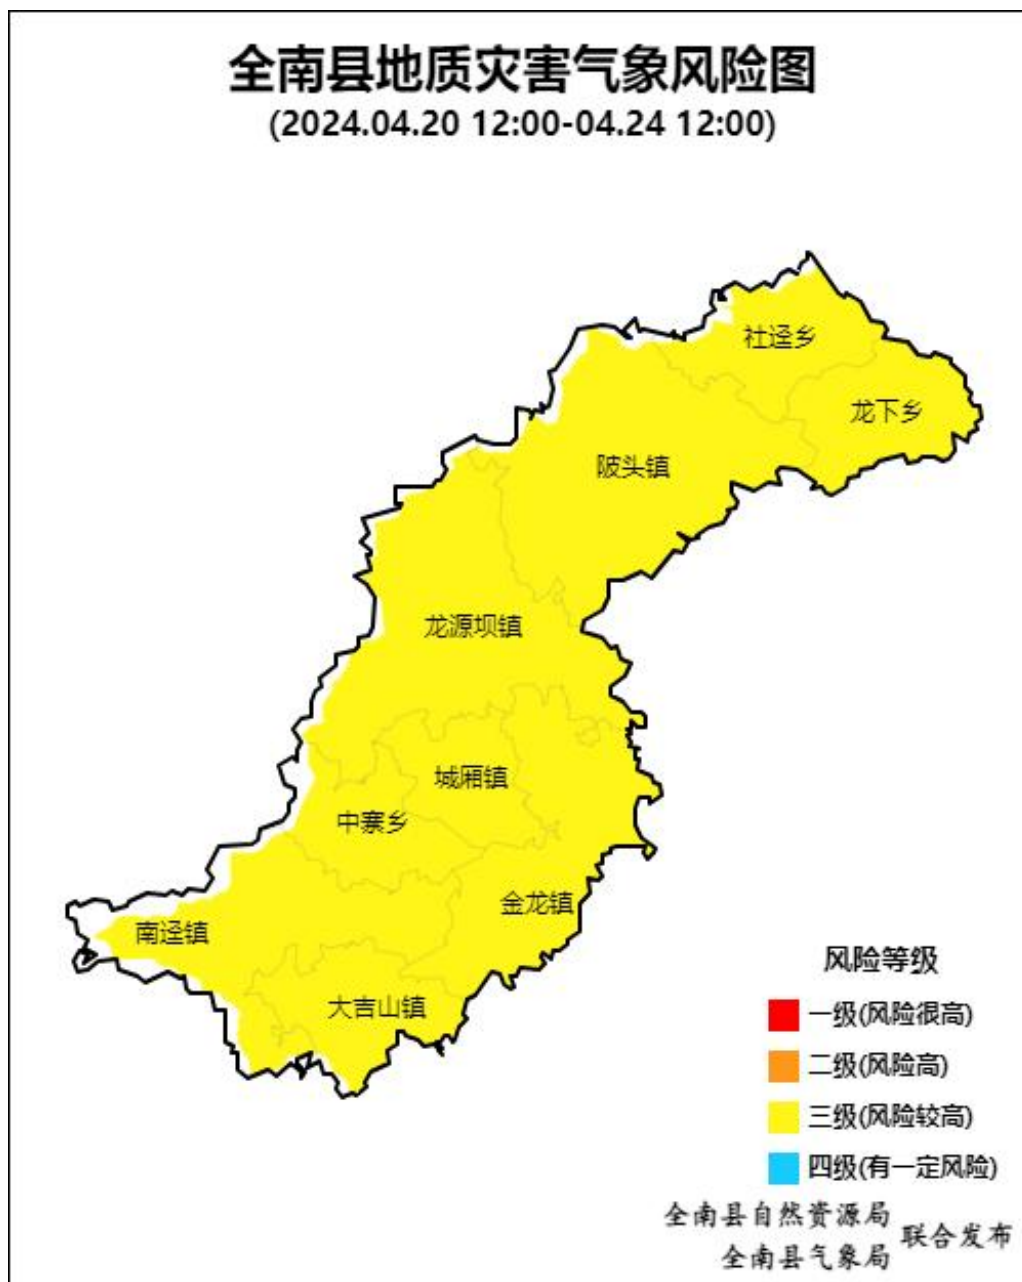 全南县地质灾害气象风险图
(2024.04.20 12:00-04.24 12:00)
社迳乡
龙下乡
陂头镇
龙源坝镇
城厢镇
中寨乡
金龙镇
南迳镇
大吉山镇
风险等级
一级(风险很高)
二级(风险高)
三级(风险较高)
四级(有一定风险)
全南县自然资源局
全南县气象局
联合发布